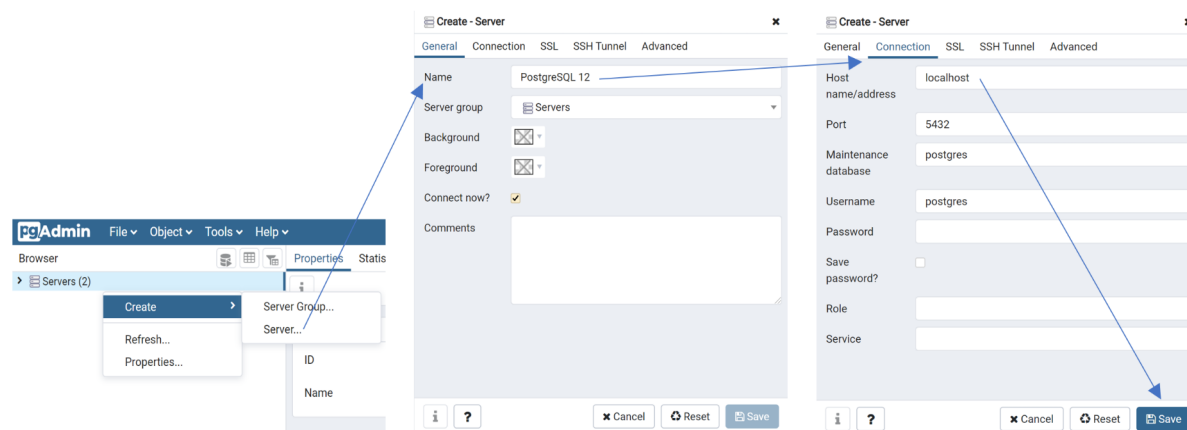 pgAdmin File Object Tools Help
Browser Properties Statis
Servers (2)
Create
Refresh...
Properties...
Server Group...
Server...
i
ID
Name
Create - Server
General Connection SSL SSH Tunnel Advanced
Name PostgreSQL 12
Server group Servers
Background
Foreground
Connect now?
Comments
i ? Cancel Reset Save
Create - Server
General Connection SSL SSH Tunnel Advanced
Host
name/address
localhost
Port 5432
Maintenance
database
postgres
Username postgres
Password
Save
password?
Role
Service
i ? Cancel Reset Save